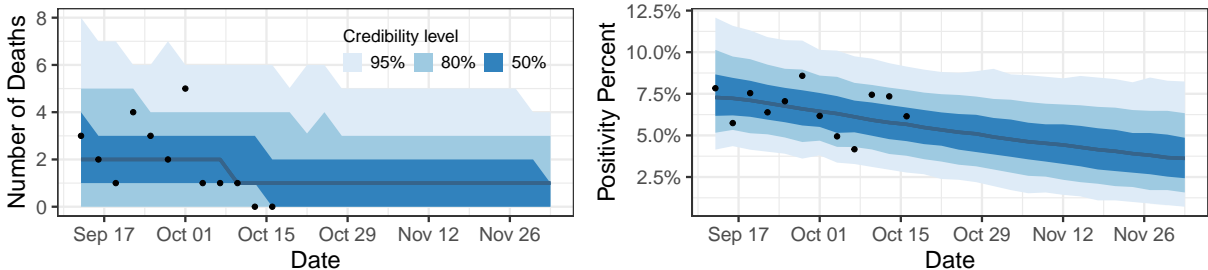 Number of Deaths
8
6
4
2
0
Credibility level
95% 80% 50%
Sep 17 Oct 01 Oct 15 Oct 29 Nov 12 Nov 26
Date
Positivity Percent
12.5%
10.0%
7.5%
5.0%
2.5%
Sep 17 Oct 01 Oct 15 Oct 29 Nov 12 Nov 26
Date